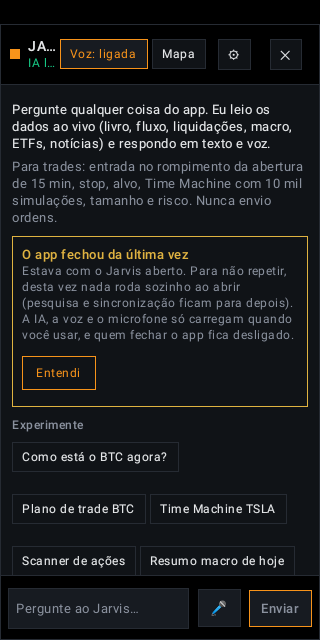 JA...
IA l...
Voz: ligada
Mapa
Pergunte qualquer coisa do app. Eu leio os
dados ao vivo (livro, fluxo, liquidações, macro,
ETFs, notícias) e respondo em texto e voz.
Para trades: entrada no rompimento da abertura
de 15 min, stop, alvo, Time Machine com 10 mil
simulações, tamanho e risco. Nunca envio
ordens.
O app fechou da última vez
Estava com o Jarvis aberto. Para não repetir,
desta vez nada roda sozinho ao abrir
(pesquisa e sincronização ficam para depois).
A IA, a voz e o microfone só carregam quando
você usar, e quem fechar o app fica desligado.
Entendi
Experimente
Como está o BTC agora?
Plano de trade BTC
Time Machine TSLA
Scanner de ações
Resumo macro de hoje
Pergunte ao Jarvis...
Enviar